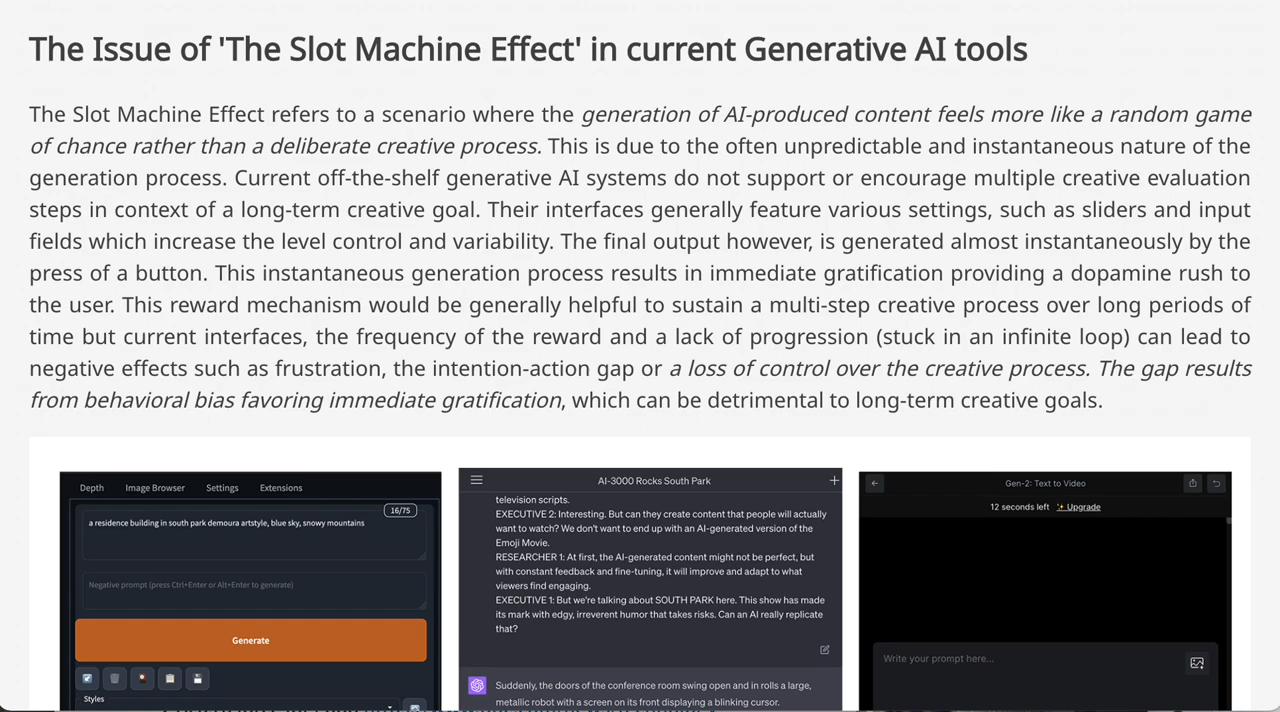 The Issue of 'The Slot Machine Effect' in current Generative AI tools
The Slot Machine Effect refers to a scenario where the generation of AI-produced content feels more like a random game
of chance rather than a deliberate creative process. This is due to the often unpredictable and instantaneous nature of the
generation process. Current off-the-shelf generative AI systems do not support or encourage multiple creative evaluation
steps in context of a long-term creative goal. Their interfaces generally feature various settings, such as sliders and input
fields which increase the level control and variability. The final output however, is generated almost instantaneously by the
press of a button. This instantaneous generation process results in immediate gratification providing a dopamine rush to
the user. This reward mechanism would be generally helpful to sustain a multi-step creative process over long periods of
time but current interfaces, the frequency of the reward and a lack of progression (stuck in an infinite loop) can lead to
negative effects such as frustration, the intention-action gap or a loss of control over the creative process. The gap results
from behavioral bias favoring immediate gratification, which can be detrimental to long-term creative goals.
Depth Image Browser Settings Extensions
16/75
a residence building in south park demoura artstyle, blue sky, snowy mountains
Negative prompt (press Ctrl+Enter or Alt+Enter to generate)
Generate
Styles
AI-3000 Rocks South Park
television scripts.
EXECUTIVE 2: Interesting. But can they create content that people will actually
want to watch? We don't want to end up with an AI-generated version of the
Emoji Movie.
RESEARCHER 1: At first, the AI-generated content might not be perfect, but
with constant feedback and fine-tuning, it will improve and adapt to what
viewers find engaging.
EXECUTIVE 1: But we're talking about SOUTH PARK here. This show has made
its mark with edgy, irreverent humor that takes risks. Can an AI really replicate
that?
Suddenly, the doors of the conference room swing open and in rolls a large,
metallic robot with a screen on its front displaying a blinking cursor.
Gen-2: Text to Video
12 seconds left ✨ Upgrade
Write your prompt here...